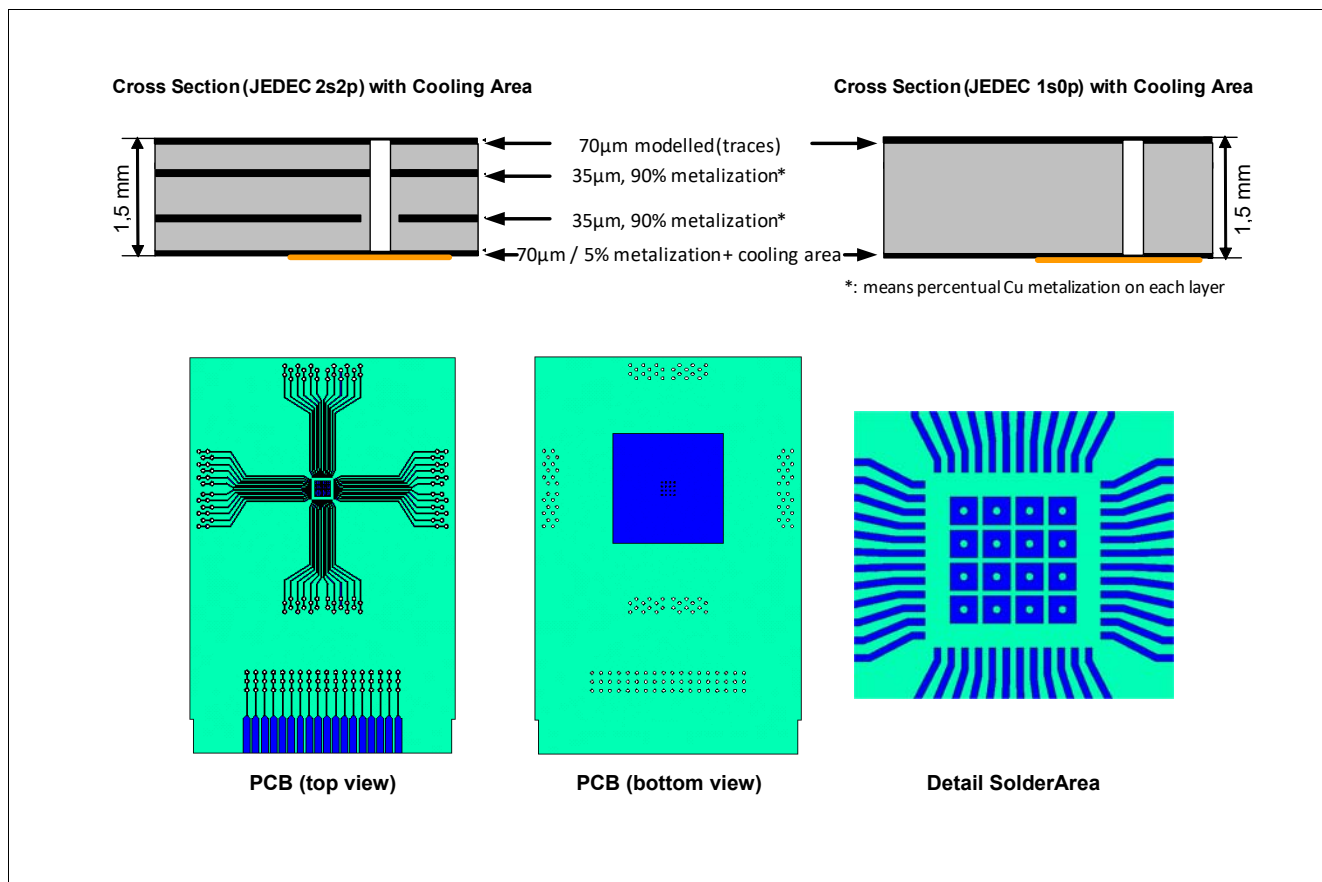 Cross Section (JEDEC 2s2p) with Cooling Area
Cross Section (JEDEC 1s0p) with Cooling Area
1,5 mm
70µm modelled (traces)
35µm, 90% metalization*
35µm, 90% metalization*
70µm / 5% metalization + cooling area
1,5 mm
*: means percentual Cu metalization on each layer
PCB (top view)
PCB (bottom view)
Detail SolderArea